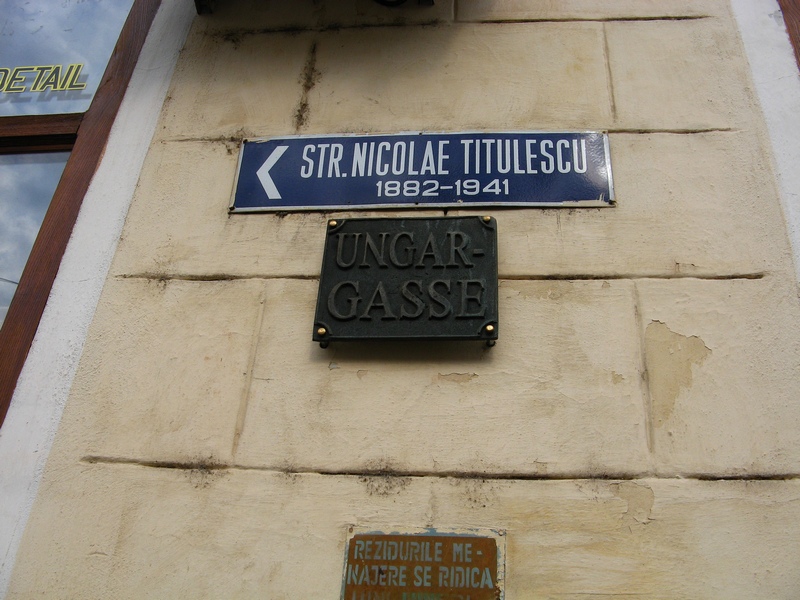 DETAIL
STR. NICOLAE TITULESCU
1882-1941
UNGAR-
GASSE
REZIDURILE ME-
NAJERE SE RIDICA